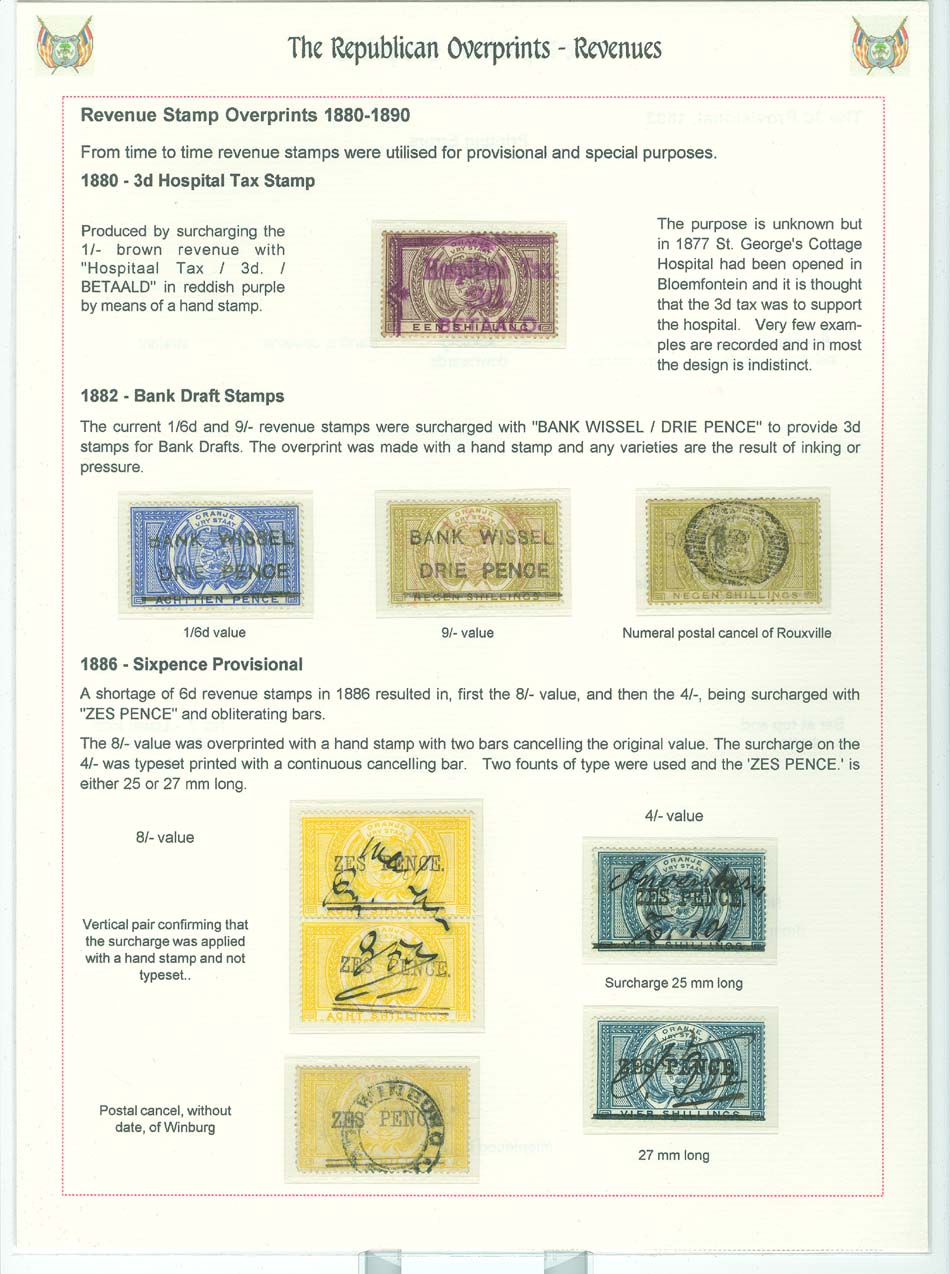 The Republican Overprints - Revenues
Revenue Stamp Overprints 1880-1890
From time to time revenue stamps were utilised for provisional and special purposes.
1880 - 3d Hospital Tax Stamp
Produced by surcharging the
1/- brown revenue with
"Hospitaal Tax / 3d. /
BETAALD" in reddish purple
by means of a hand stamp.
Hospitaal Tax
3d.
BETAALD
EEN SHILLING
The purpose is unknown but
in 1877 St. George's Cottage
Hospital had been opened in
Bloemfontein and it is thought
that the 3d tax was to support
the hospital. Very few exam-
ples are recorded and in most
the design is indistinct.
1882 - Bank Draft Stamps
The current 1/6d and 9/- revenue stamps were surcharged with "BANK WISSEL / DRIE PENCE" to provide 3d
stamps for Bank Drafts. The overprint was made with a hand stamp and any varieties are the result of inking or
pressure.
ORANJE
VRY STAAT
BANK WISSEL
DRIE PENCE
ACHTTIEN PENCE
ORANJE
VRY STAAT
BANK WISSEL
DRIE PENCE
NEGEN SHILLINGS
NEGEN SHILLINGS
1/6d value
9/- value
Numeral postal cancel of Rouxville
1886 - Sixpence Provisional
A shortage of 6d revenue stamps in 1886 resulted in, first the 8/- value, and then the 4/-, being surcharged with
"ZES PENCE" and obliterating bars.
The 8/- value was overprinted with a hand stamp with two bars cancelling the original value. The surcharge on the
4/- was typeset printed with a continuous cancelling bar. Two founts of type were used and the 'ZES PENCE.' is
either 25 or 27 mm long.
8/- value
ORANJE
VRY STAAT
ZES PENCE.
ACHT SHILLINGS
ZES PENCE.
ACHT SHILLINGS
Vertical pair confirming that
the surcharge was applied
with a hand stamp and not
typeset..
4/- value
ORANJE
VRY STAAT
ZES PENCE.
VIER SHILLINGS
Surcharge 25 mm long
ORANJE
VRY STAAT
ZES PENCE.
VIER SHILLINGS
27 mm long
Postal cancel, without
date, of Winburg
ZES PENC
WINBURG